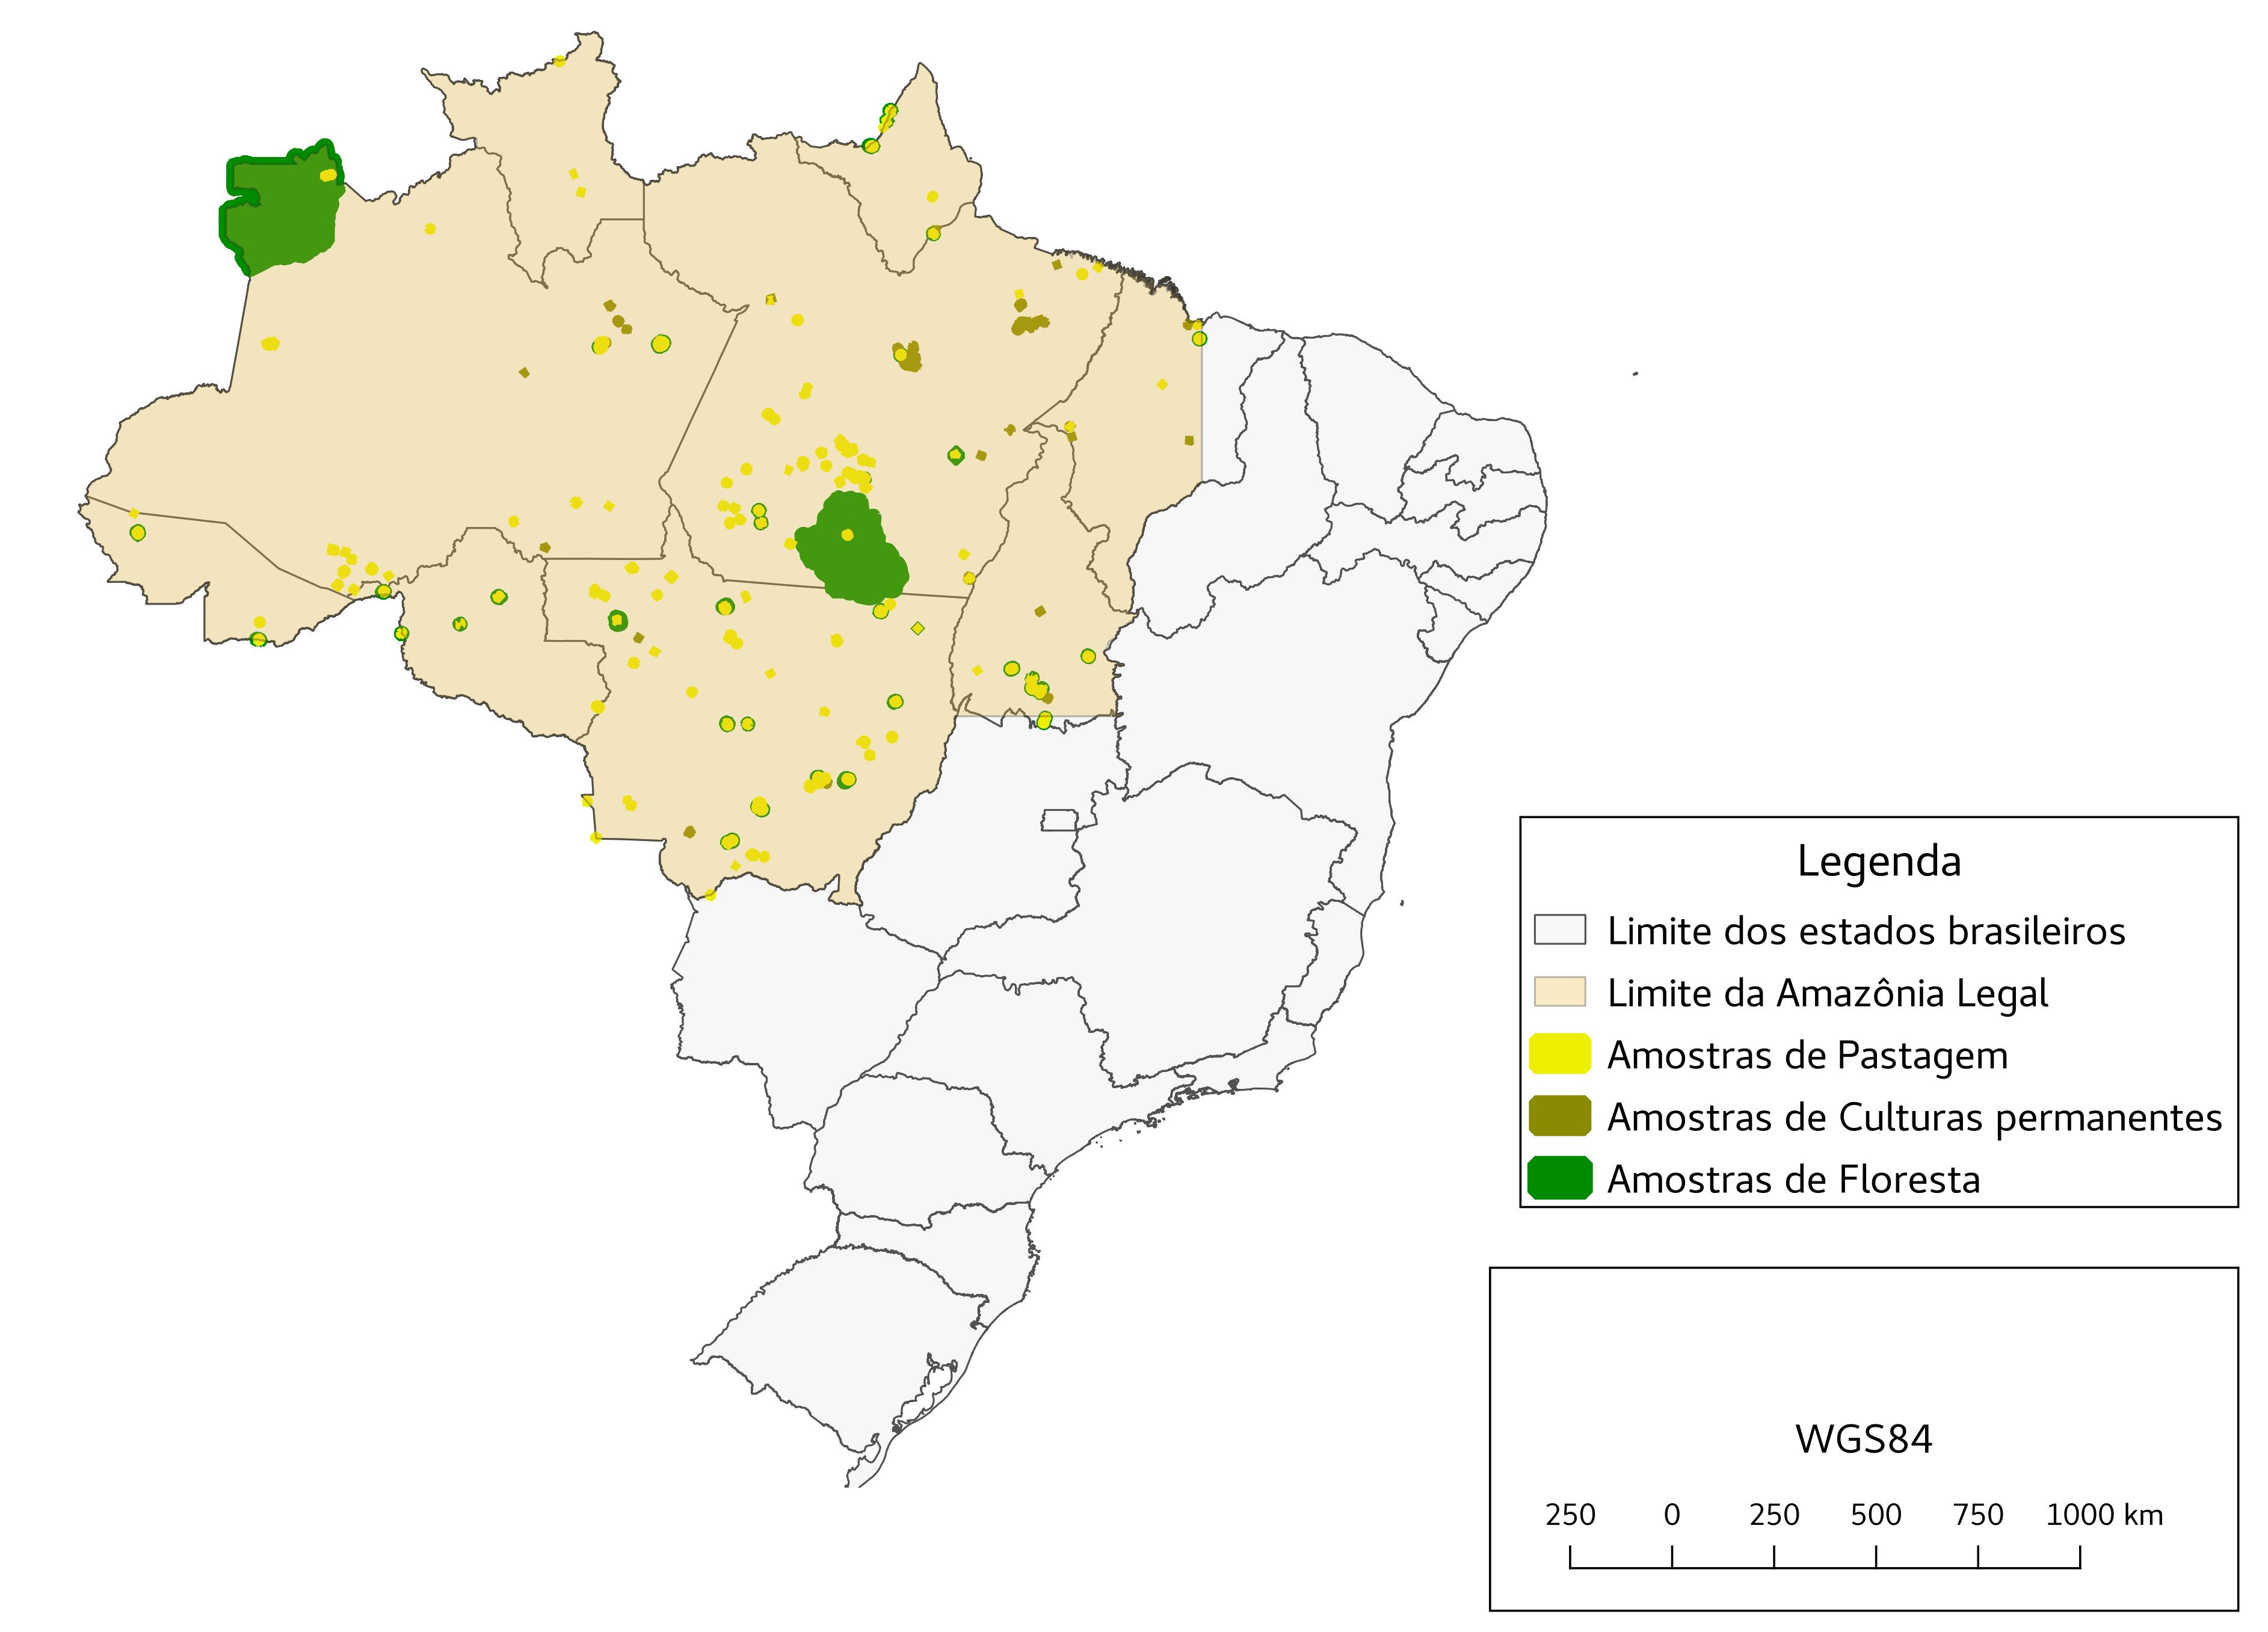 Legenda
Limite dos estados brasileiros
Limite da Amazônia Legal
Amostras de Pastagem
Amostras de Culturas permanentes
Amostras de Floresta
WGS84
250 0 250 500 750 1000 km